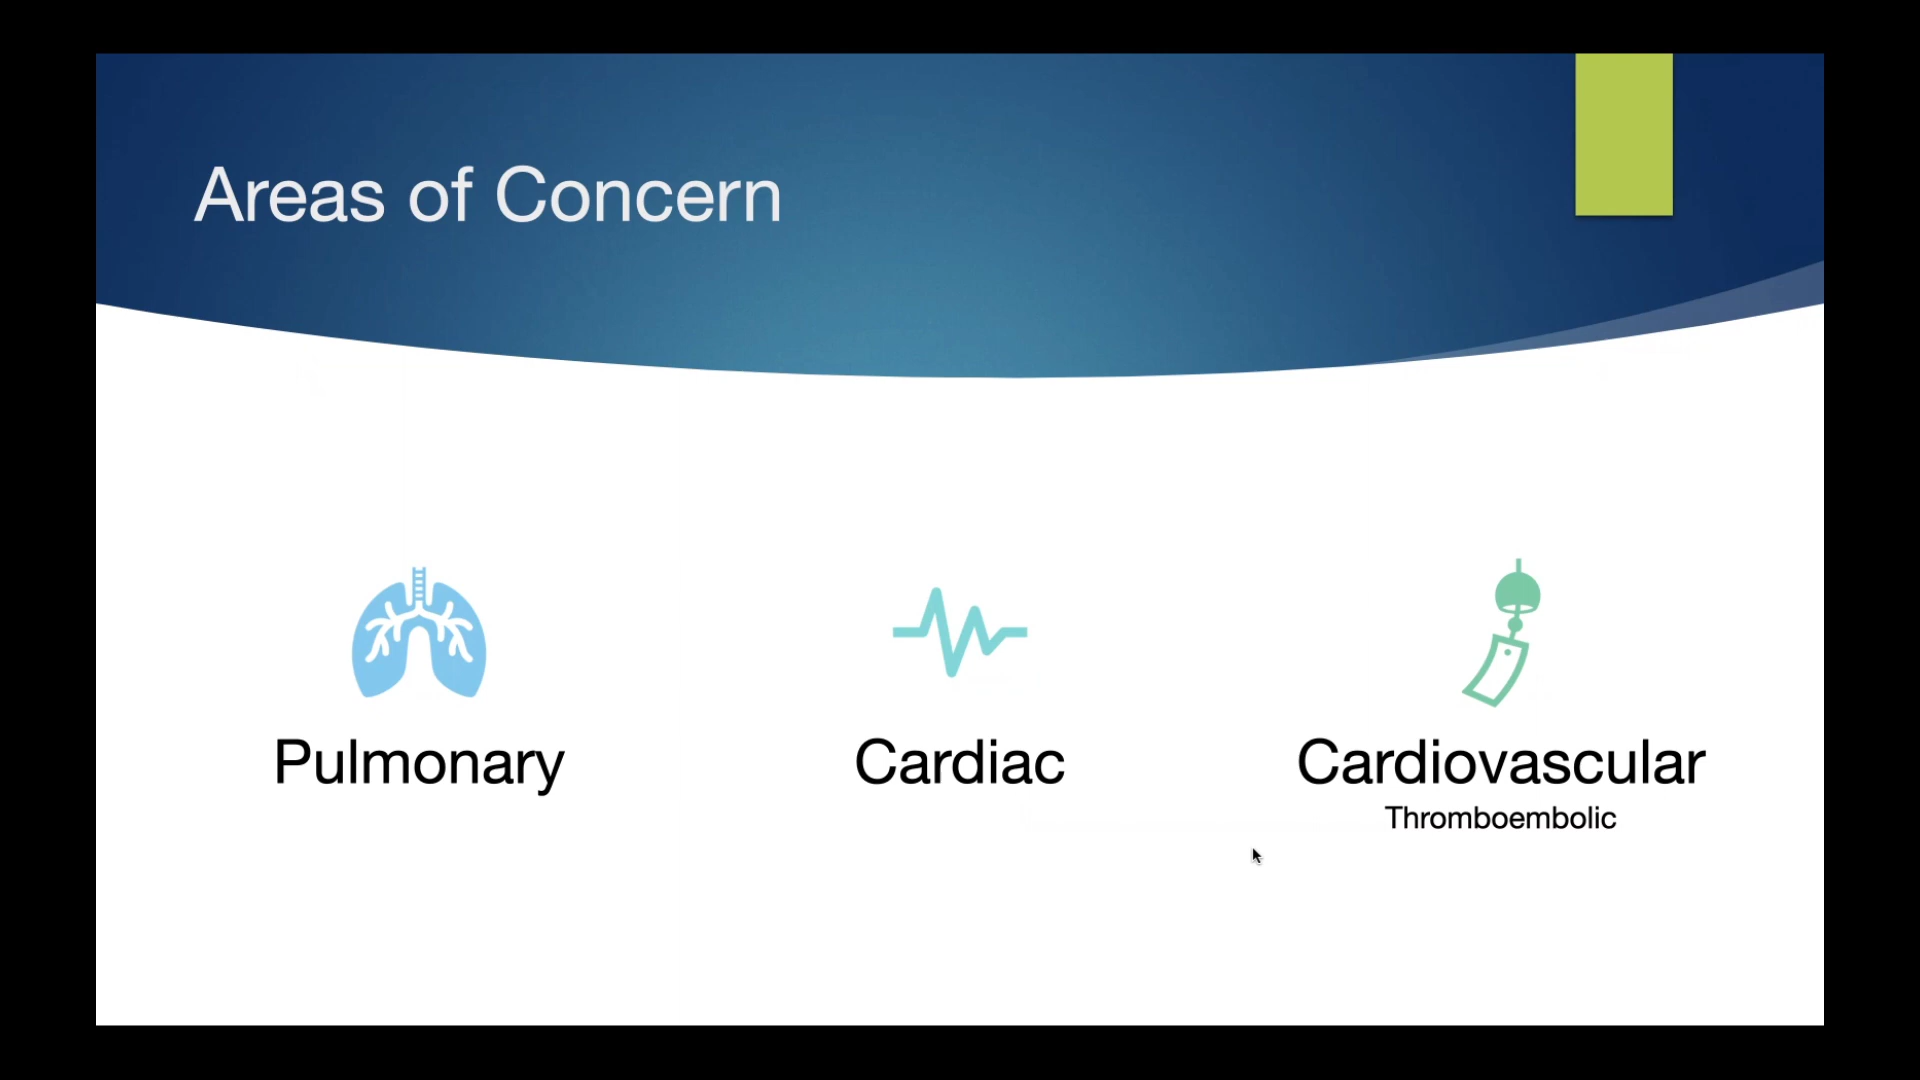 Areas of Concern
Pulmonary
Cardiac
Cardiovascular
Thromboembolic